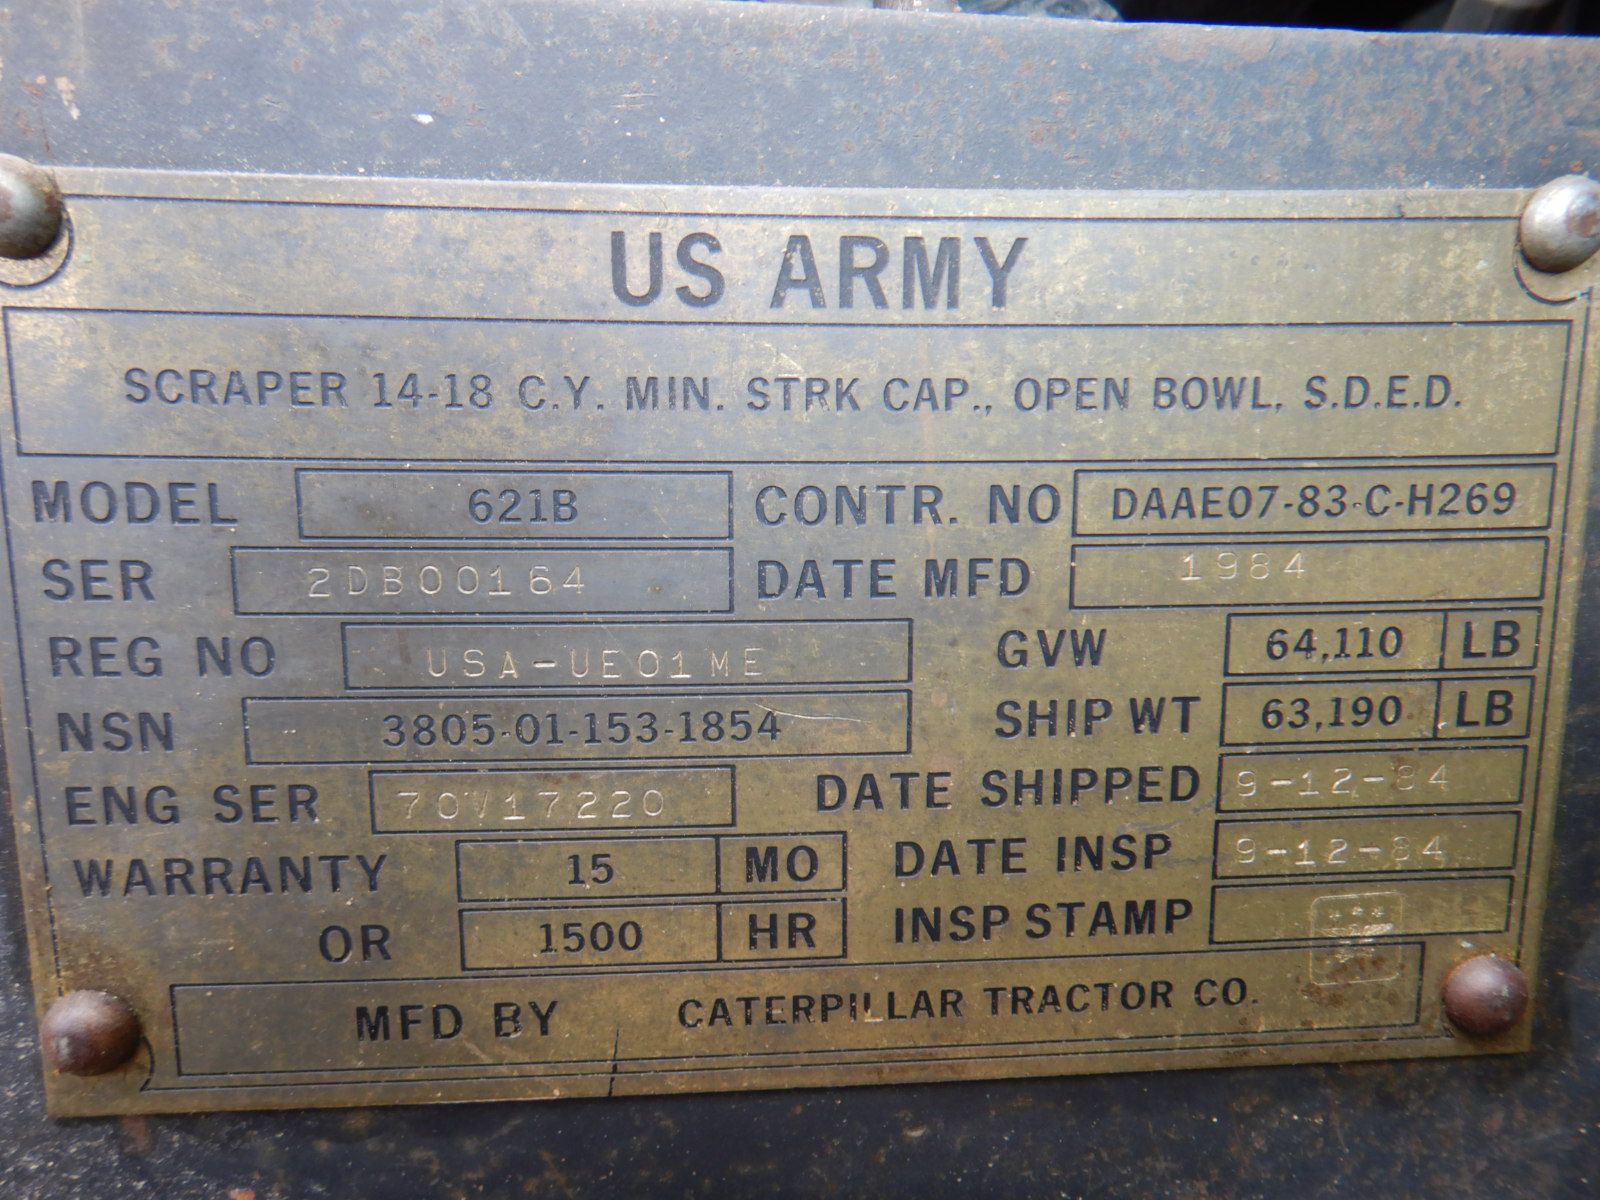 US ARMY
SCRAPER 14-18 C.Y. MIN. STRK CAP., OPEN BOWL, S.D.E.D.
MODEL 621B CONTR. NO DAAE07-83-C-H269
SER 2DB00164 DATE MFD 1984
REG NO USA-UE01ME GVW 64,110 LB
NSN 3805-01-153-1854 SHIP WT 63,190 LB
ENG SER 70V17220 DATE SHIPPED 9-12-84
WARRANTY 15 MO DATE INSP 9-12-84
OR 1500 HR INSP STAMP
MFD BY CATERPILLAR TRACTOR CO.